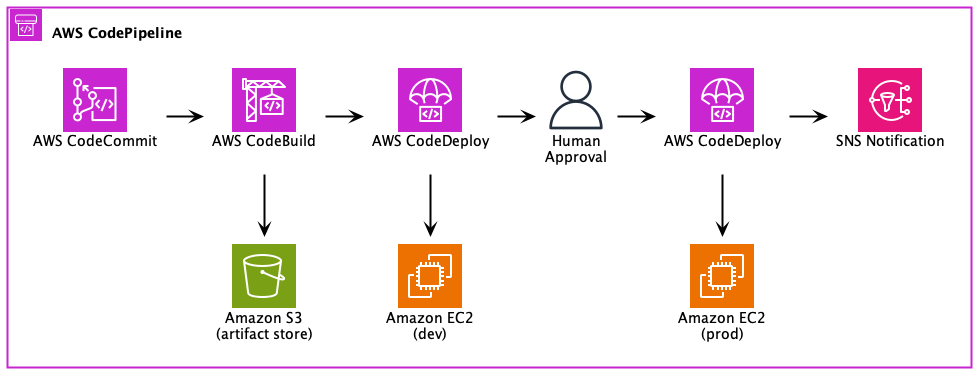 AWS CodePipeline
AWS CodeCommit
AWS CodeBuild
AWS CodeDeploy
Human
Approval
AWS CodeDeploy
SNS Notification
Amazon S3
(artifact store)
Amazon EC2
(dev)
Amazon EC2
(prod)